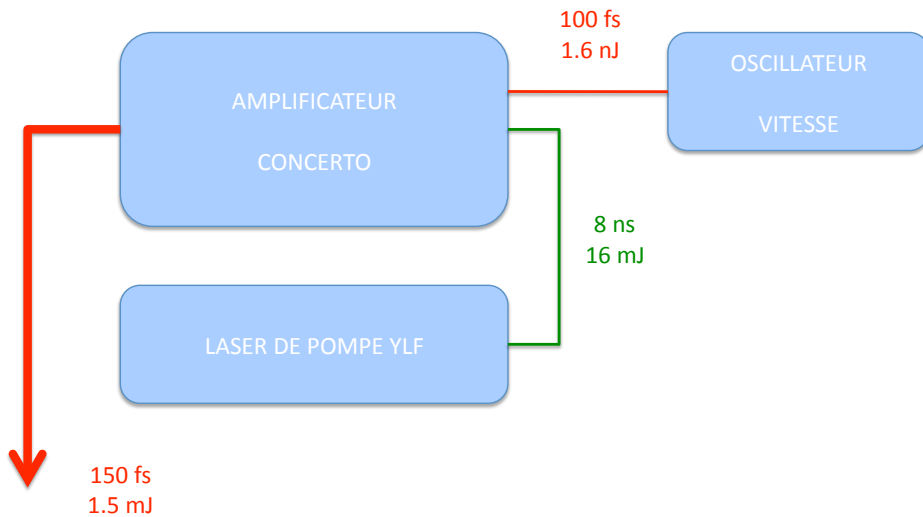 100 fs
1.6 nJ
OSCILLATEUR
VITESSE
AMPLIFICATEUR
CONCERTO
8 ns
16 mJ
LASER DE POMPE YLF
150 fs
1.5 mJ